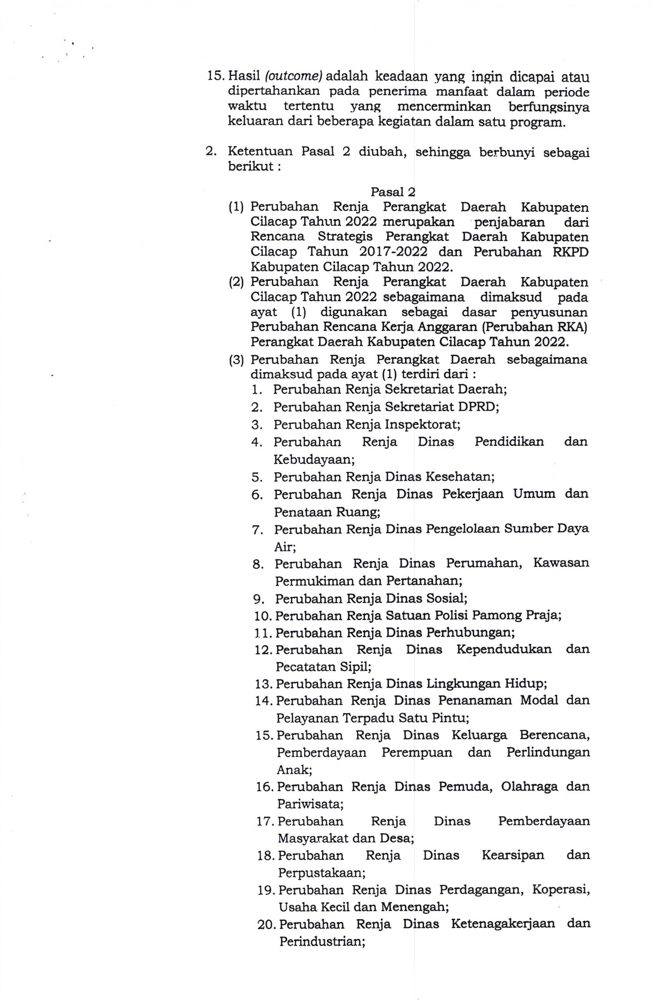 15. Hasil (outcome) adalah keadaan yang ingin dicapai atau
dipertahankan pada penerima manfaat dalam periode
waktu tertentu yang mencerminkan berfungsinya
keluaran dari beberapa kegiatan dalam satu program.
2. Ketentuan Pasal 2 diubah, sehingga berbunyi sebagai
berikut :
Pasal 2
(1) Perubahan Renja Perangkat Daerah Kabupaten
Cilacap Tahun 2022 merupakan penjabaran dari
Rencana Strategis Perangkat Daerah Kabupaten
Cilacap Tahun 2017-2022 dan Perubahan RKPD
Kabupaten Cilacap Tahun 2022.
(2) Perubahan Renja Perangkat Daerah Kabupaten
Cilacap Tahun 2022 sebagaimana dimaksud pada
ayat (1) digunakan sebagai dasar penyusunan
Perubahan Rencana Kerja Anggaran (Perubahan RKA)
Perangkat Daerah Kabupaten Cilacap Tahun 2022.
(3) Perubahan Renja Perangkat Daerah sebagaimana
dimaksud pada ayat (1) terdiri dari :
1. Perubahan Renja Sekretariat Daerah;
2. Perubahan Renja Sekretariat DPRD;
3. Perubahan Renja Inspektorat;
4. Perubahan Renja Dinas Pendidikan dan
Kebudayaan;
5. Perubahan Renja Dinas Kesehatan;
6. Perubahan Renja Dinas Pekerjaan Umum dan
Penataan Ruang;
7. Perubahan Renja Dinas Pengelolaan Sumber Daya
Air;
8. Perubahan Renja Dinas Perumahan, Kawasan
Permukiman dan Pertanahan;
9. Perubahan Renja Dinas Sosial;
10. Perubahan Renja Satuan Polisi Pamong Praja;
11. Perubahan Renja Dinas Perhubungan;
12. Perubahan Renja Dinas Kependudukan dan
Pecatatan Sipil;
13. Perubahan Renja Dinas Lingkungan Hidup;
14. Perubahan Renja Dinas Penanaman Modal dan
Pelayanan Terpadu Satu Pintu;
15. Perubahan Renja Dinas Keluarga Berencana,
Pemberdayaan Perempuan dan Perlindungan
Anak;
16. Perubahan Renja Dinas Pemuda, Olahraga dan
Pariwisata;
17. Perubahan Renja Dinas Pemberdayaan
Masyarakat dan Desa;
18. Perubahan Renja Dinas Kearsipan dan
Perpustakaan;
19. Perubahan Renja Dinas Perdagangan, Koperasi,
Usaha Kecil dan Menengah;
20. Perubahan Renja Dinas Ketenagakerjaan dan
Perindustrian;